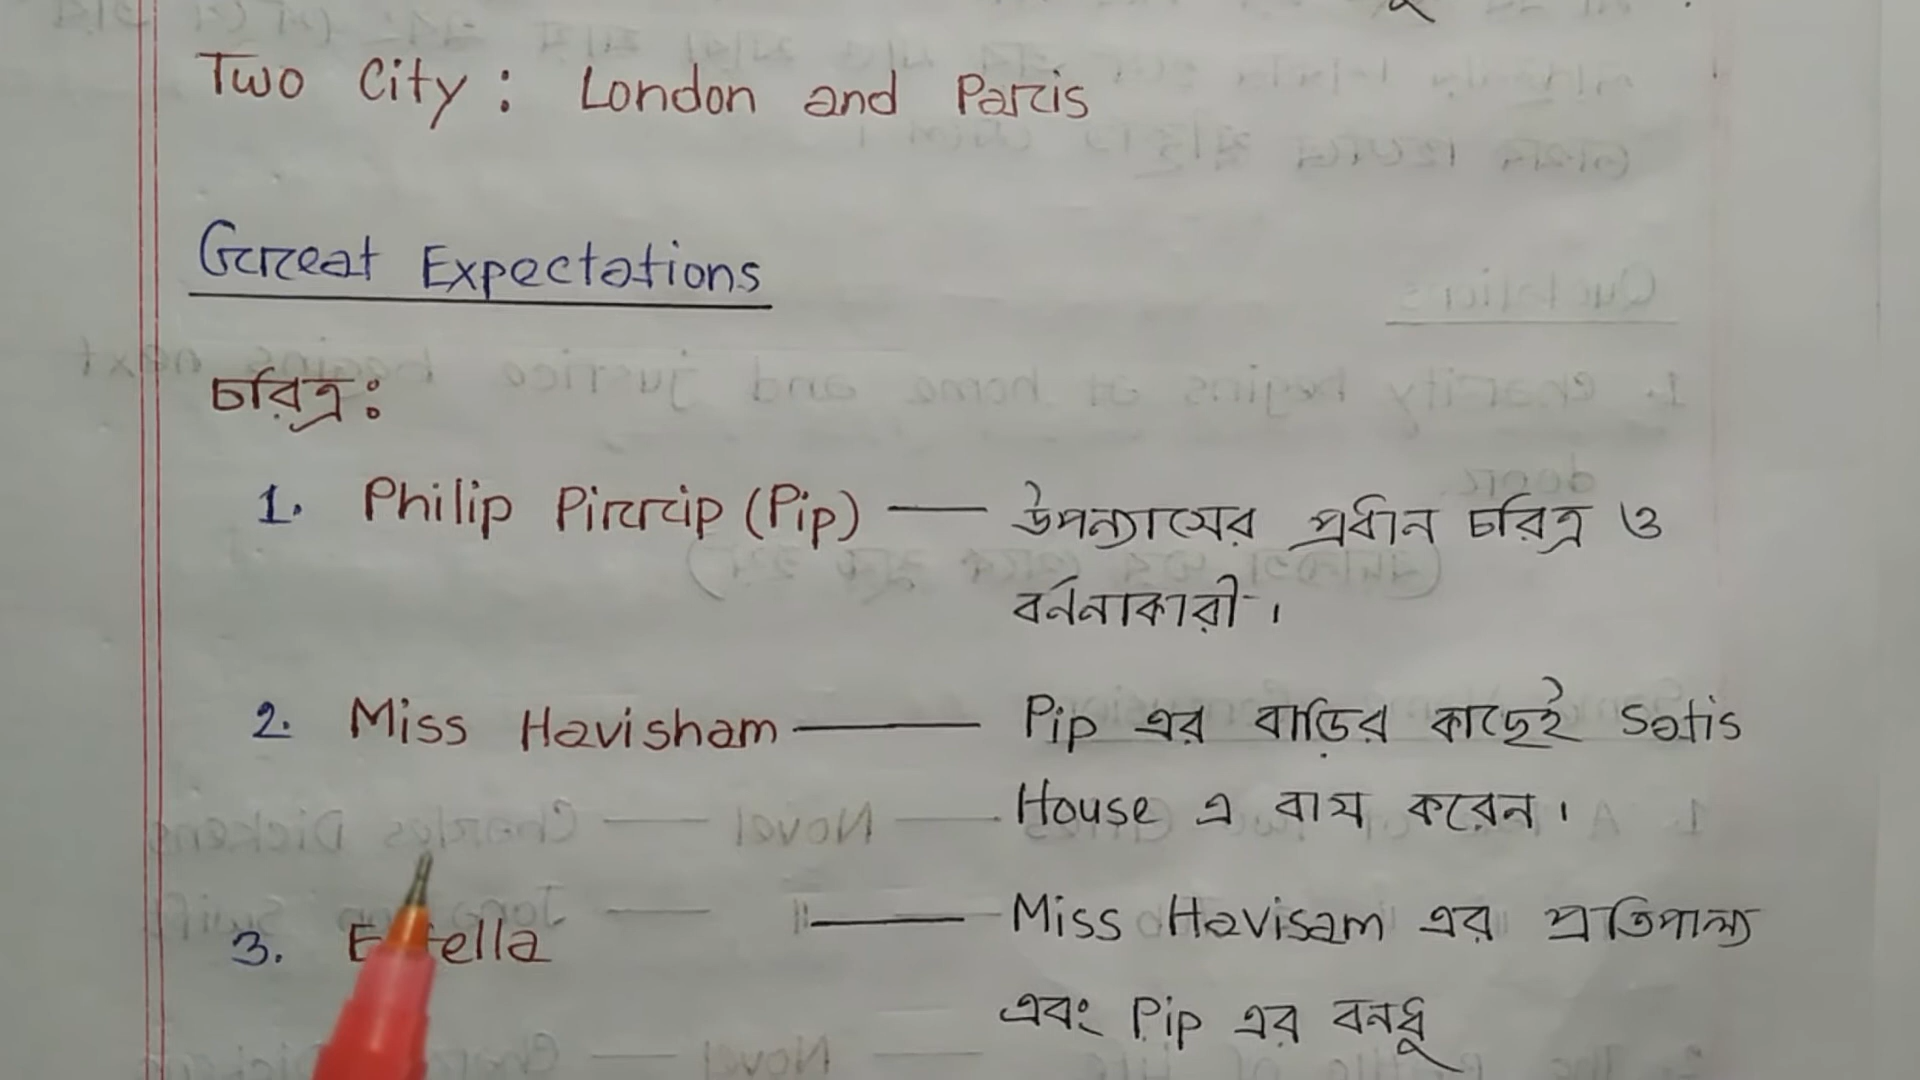 Two City : London and Paris
Great Expectations
চরিত্র :
1. Philip Pirrip (Pip) — উপন্যাসের প্রধান চরিত্র ও
বর্ননাকারী ।
2. Miss Havisham — Pip এর বাড়ির কাছেই Satis
House এ বাস করেন ।
3. Estella — Miss Havisam এর প্রতিপাল্য
এবং Pip এর বন্ধু